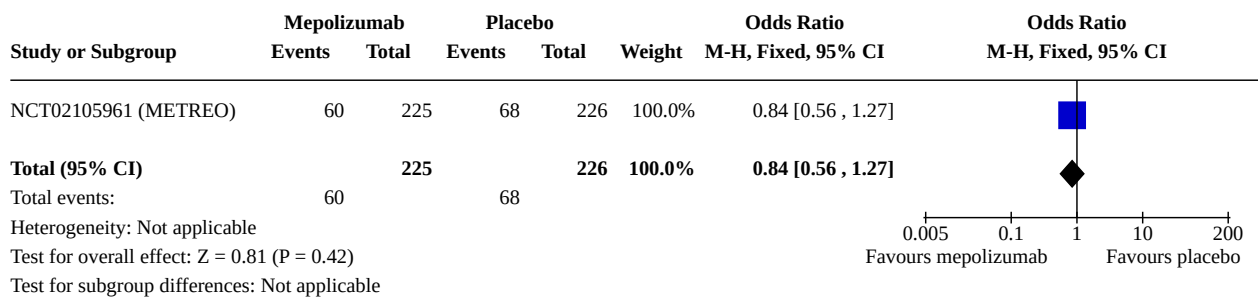 Mepolizumab Placebo Odds Ratio Odds Ratio
Study or Subgroup Events Total Events Total Weight M-H, Fixed, 95% CI M-H, Fixed, 95% CI
NCT02105961 (METREO) 60 225 68 226 100.0% 0.84 [0.56 , 1.27]
Total (95% CI) 225 226 100.0% 0.84 [0.56 , 1.27]
Total events: 60 68
Heterogeneity: Not applicable
0.005 0.1 1 10 200
Test for overall effect: Z = 0.81 (P = 0.42) Favours mepolizumab Favours placebo
Test for subgroup differences: Not applicable